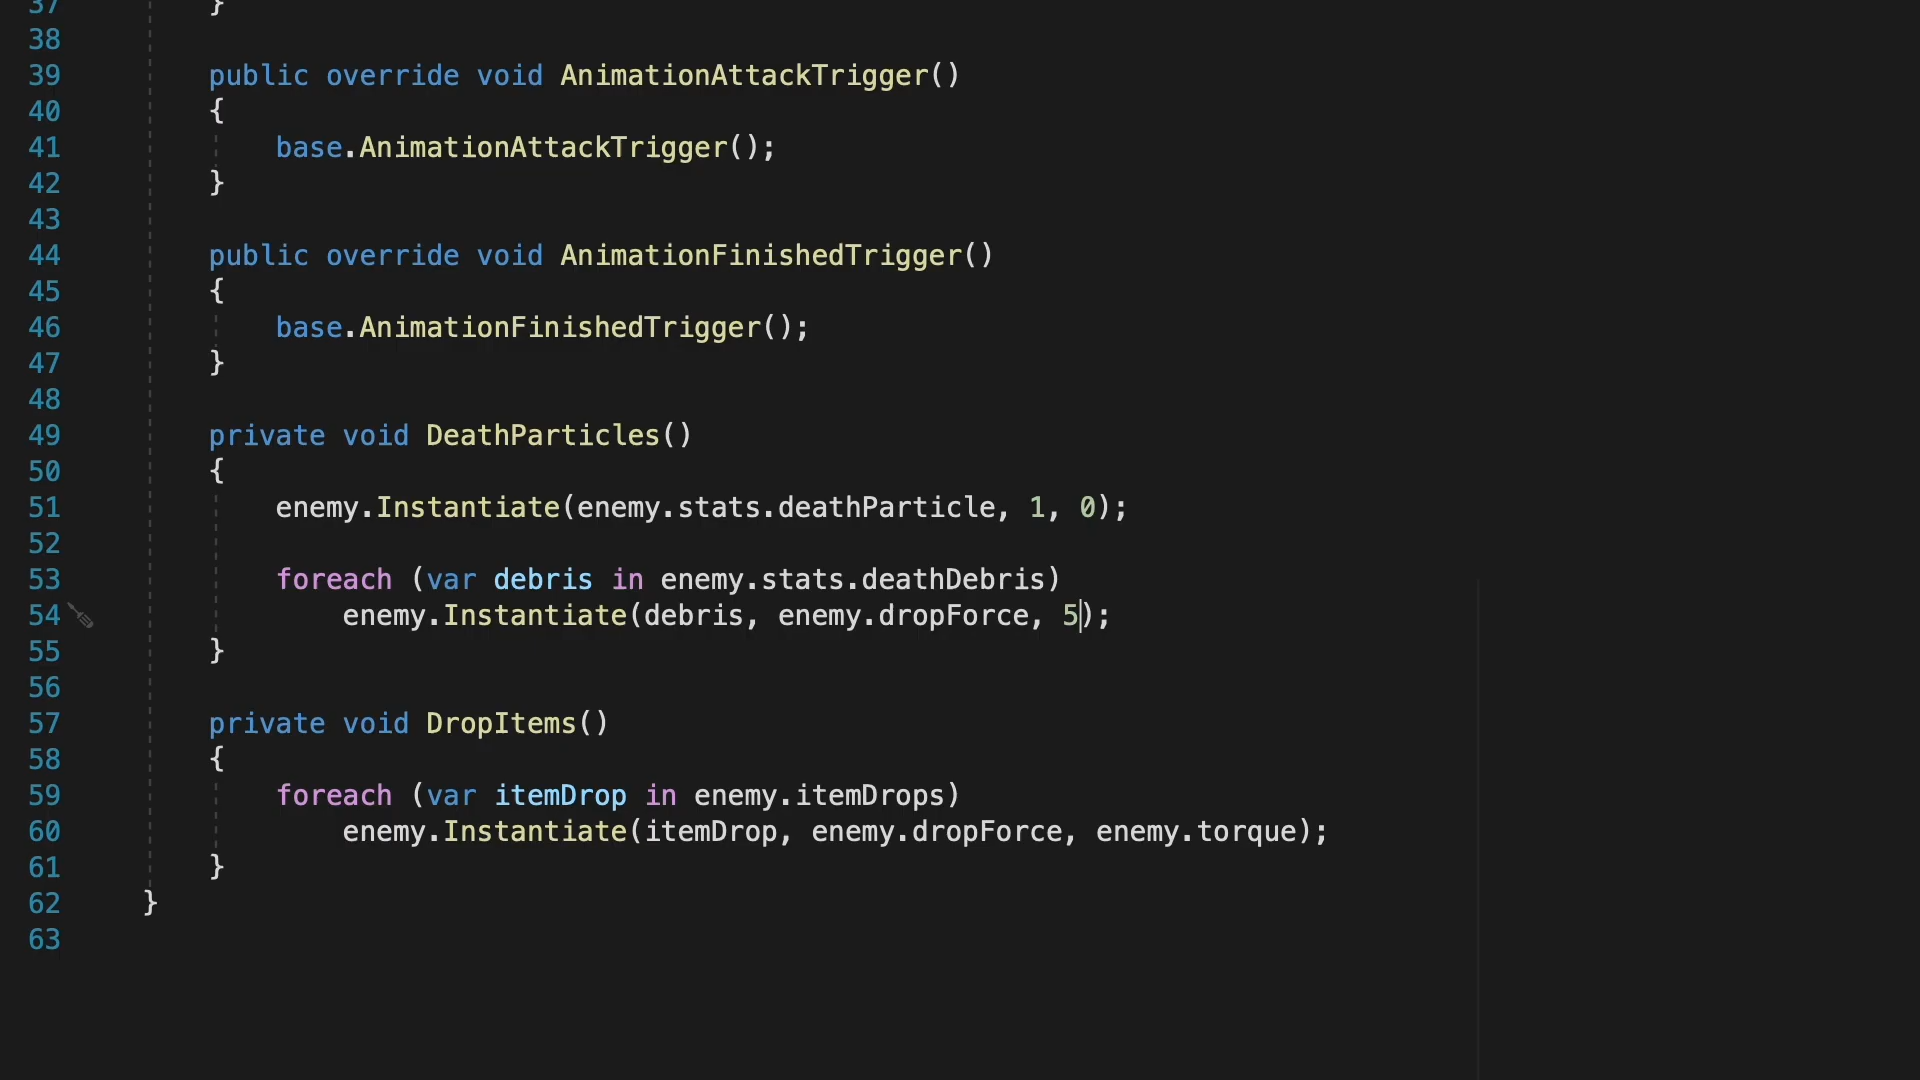 37        }
38
39        public override void AnimationAttackTrigger()
40        {
41            base.AnimationAttackTrigger();
42        }
43
44        public override void AnimationFinishedTrigger()
45        {
46            base.AnimationFinishedTrigger();
47        }
48
49        private void DeathParticles()
50        {
51            enemy.Instantiate(enemy.stats.deathParticle, 1, 0);
52
53            foreach (var debris in enemy.stats.deathDebris)
54                enemy.Instantiate(debris, enemy.dropForce, 5);
55        }
56
57        private void DropItems()
58        {
59            foreach (var itemDrop in enemy.itemDrops)
60                enemy.Instantiate(itemDrop, enemy.dropForce, enemy.torque);
61        }
62    }
63